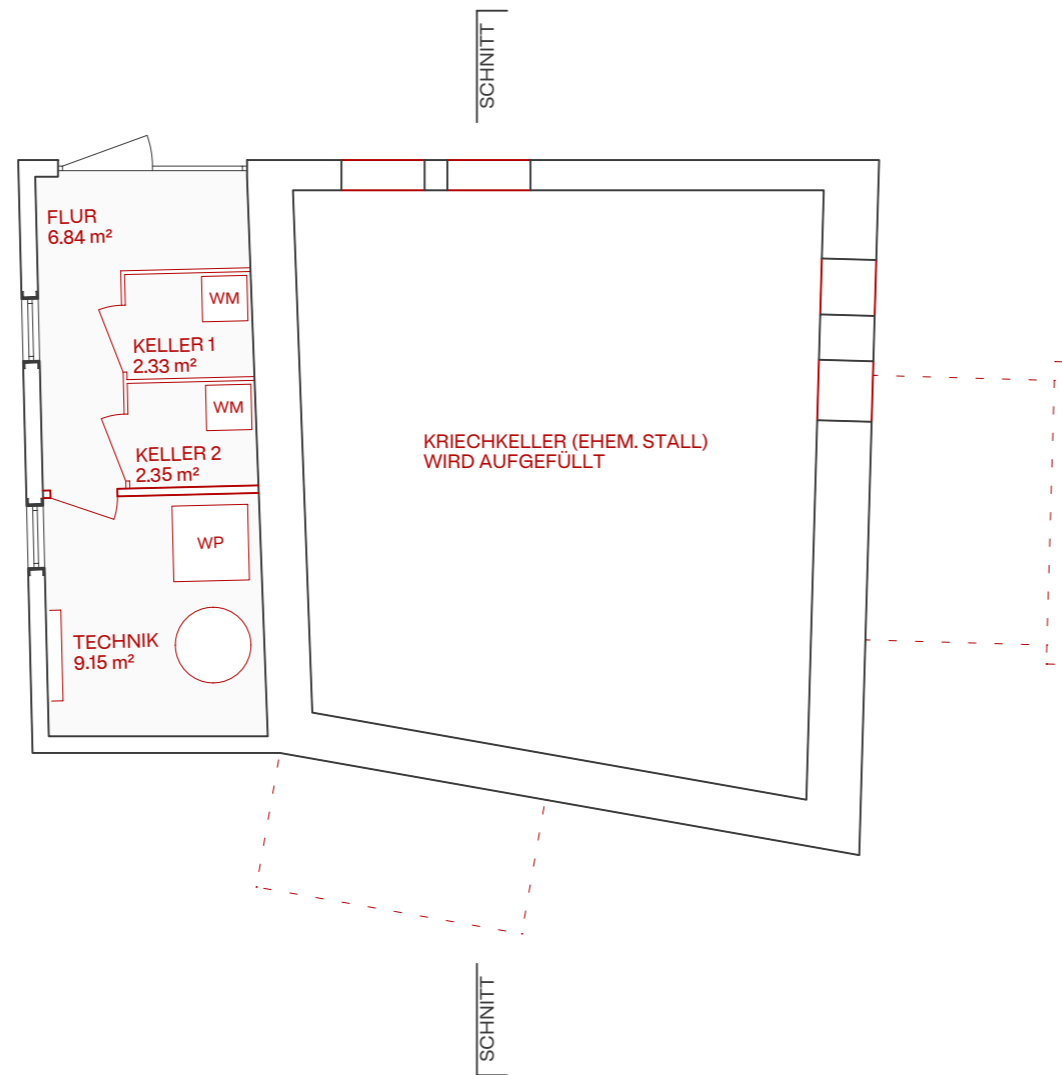 SCHNITT
FLUR
6.84 m²
WM
KELLER 1
2.33 m²
WM
KELLER 2
2.35 m²
KRIECHKELLER (EHEM. STALL)
WIRD AUFGEFÜLLT
WP
TECHNIK
9.15 m²
SCHNITT